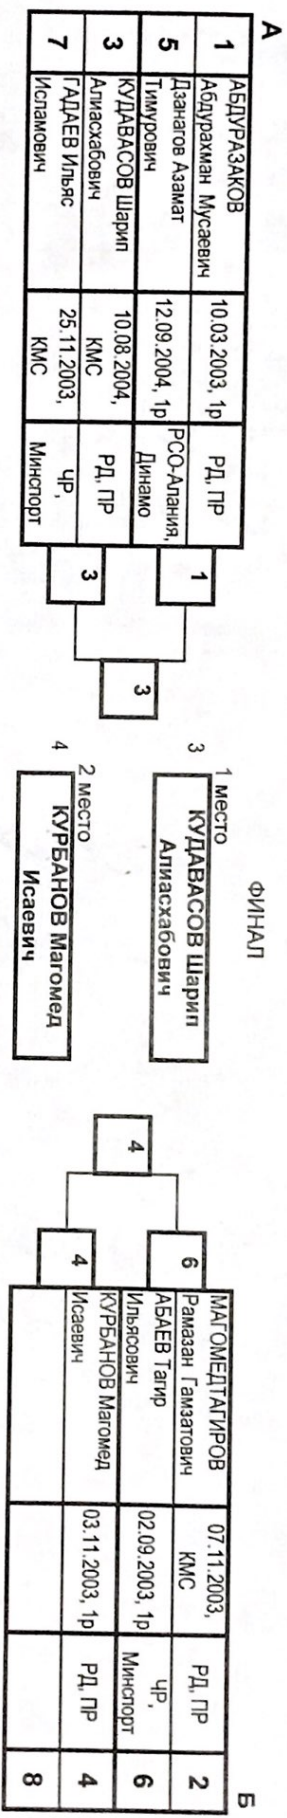 А
1
АБДУРАЗАКОВ
Абдурахман Мусаевич
10.03.2003, 1р
РД, ПР
5
Дзанагов Азамат
Тимурович
12.09.2004, 1р
РСО-Алания,
Динамо
3
КУДАВАСОВ Шарип
Алиасхабович
10.08.2004,
КМС
РД, ПР
7
ГАДАЕВ Ильяс
Исламович
25.11.2003,
КМС
ЧР,
Минспорт
1
3
3
ФИНАЛ
1 место
3
КУДАВАСОВ Шарип
Алиасхабович
2 место
4
КУРБАНОВ Магомед
Исаевич
4
6
4
Б
МАГОМЕДТАГИРОВ
Рамазан Гамзатович
07.11.2003,
КМС
РД, ПР
2
АБАЕВ Тагир
Ильясович
02.09.2003, 1р
ЧР,
Минспорт
6
КУРБАНОВ Магомед
Исаевич
03.11.2003, 1р
РД, ПР
4
8